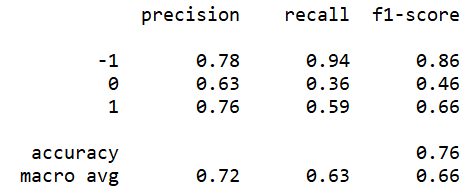 precision recall f1-score
-1 0.78 0.94 0.86
0 0.63 0.36 0.46
1 0.76 0.59 0.66
accuracy 0.76
macro avg 0.72 0.63 0.66